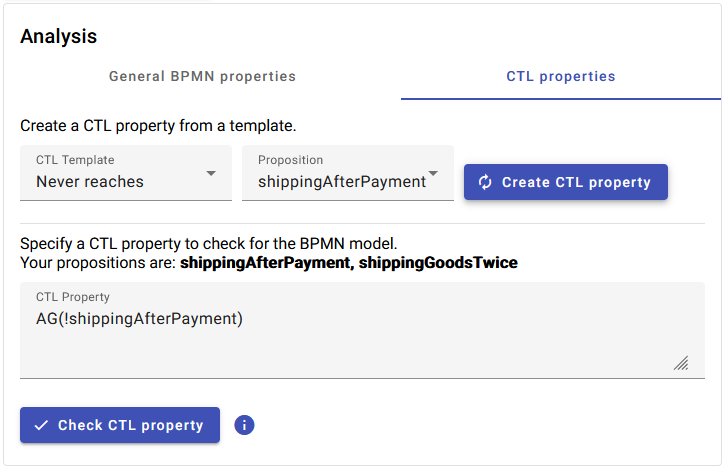 Analysis
General BPMN properties
CTL properties
Create a CTL property from a template.
CTL Template
Never reaches
Proposition
shippingAfterPayment
Create CTL property
Specify a CTL property to check for the BPMN model.
Your propositions are: shippingAfterPayment, shippingGoodsTwice
CTL Property
AG(!shippingAfterPayment)
Check CTL property